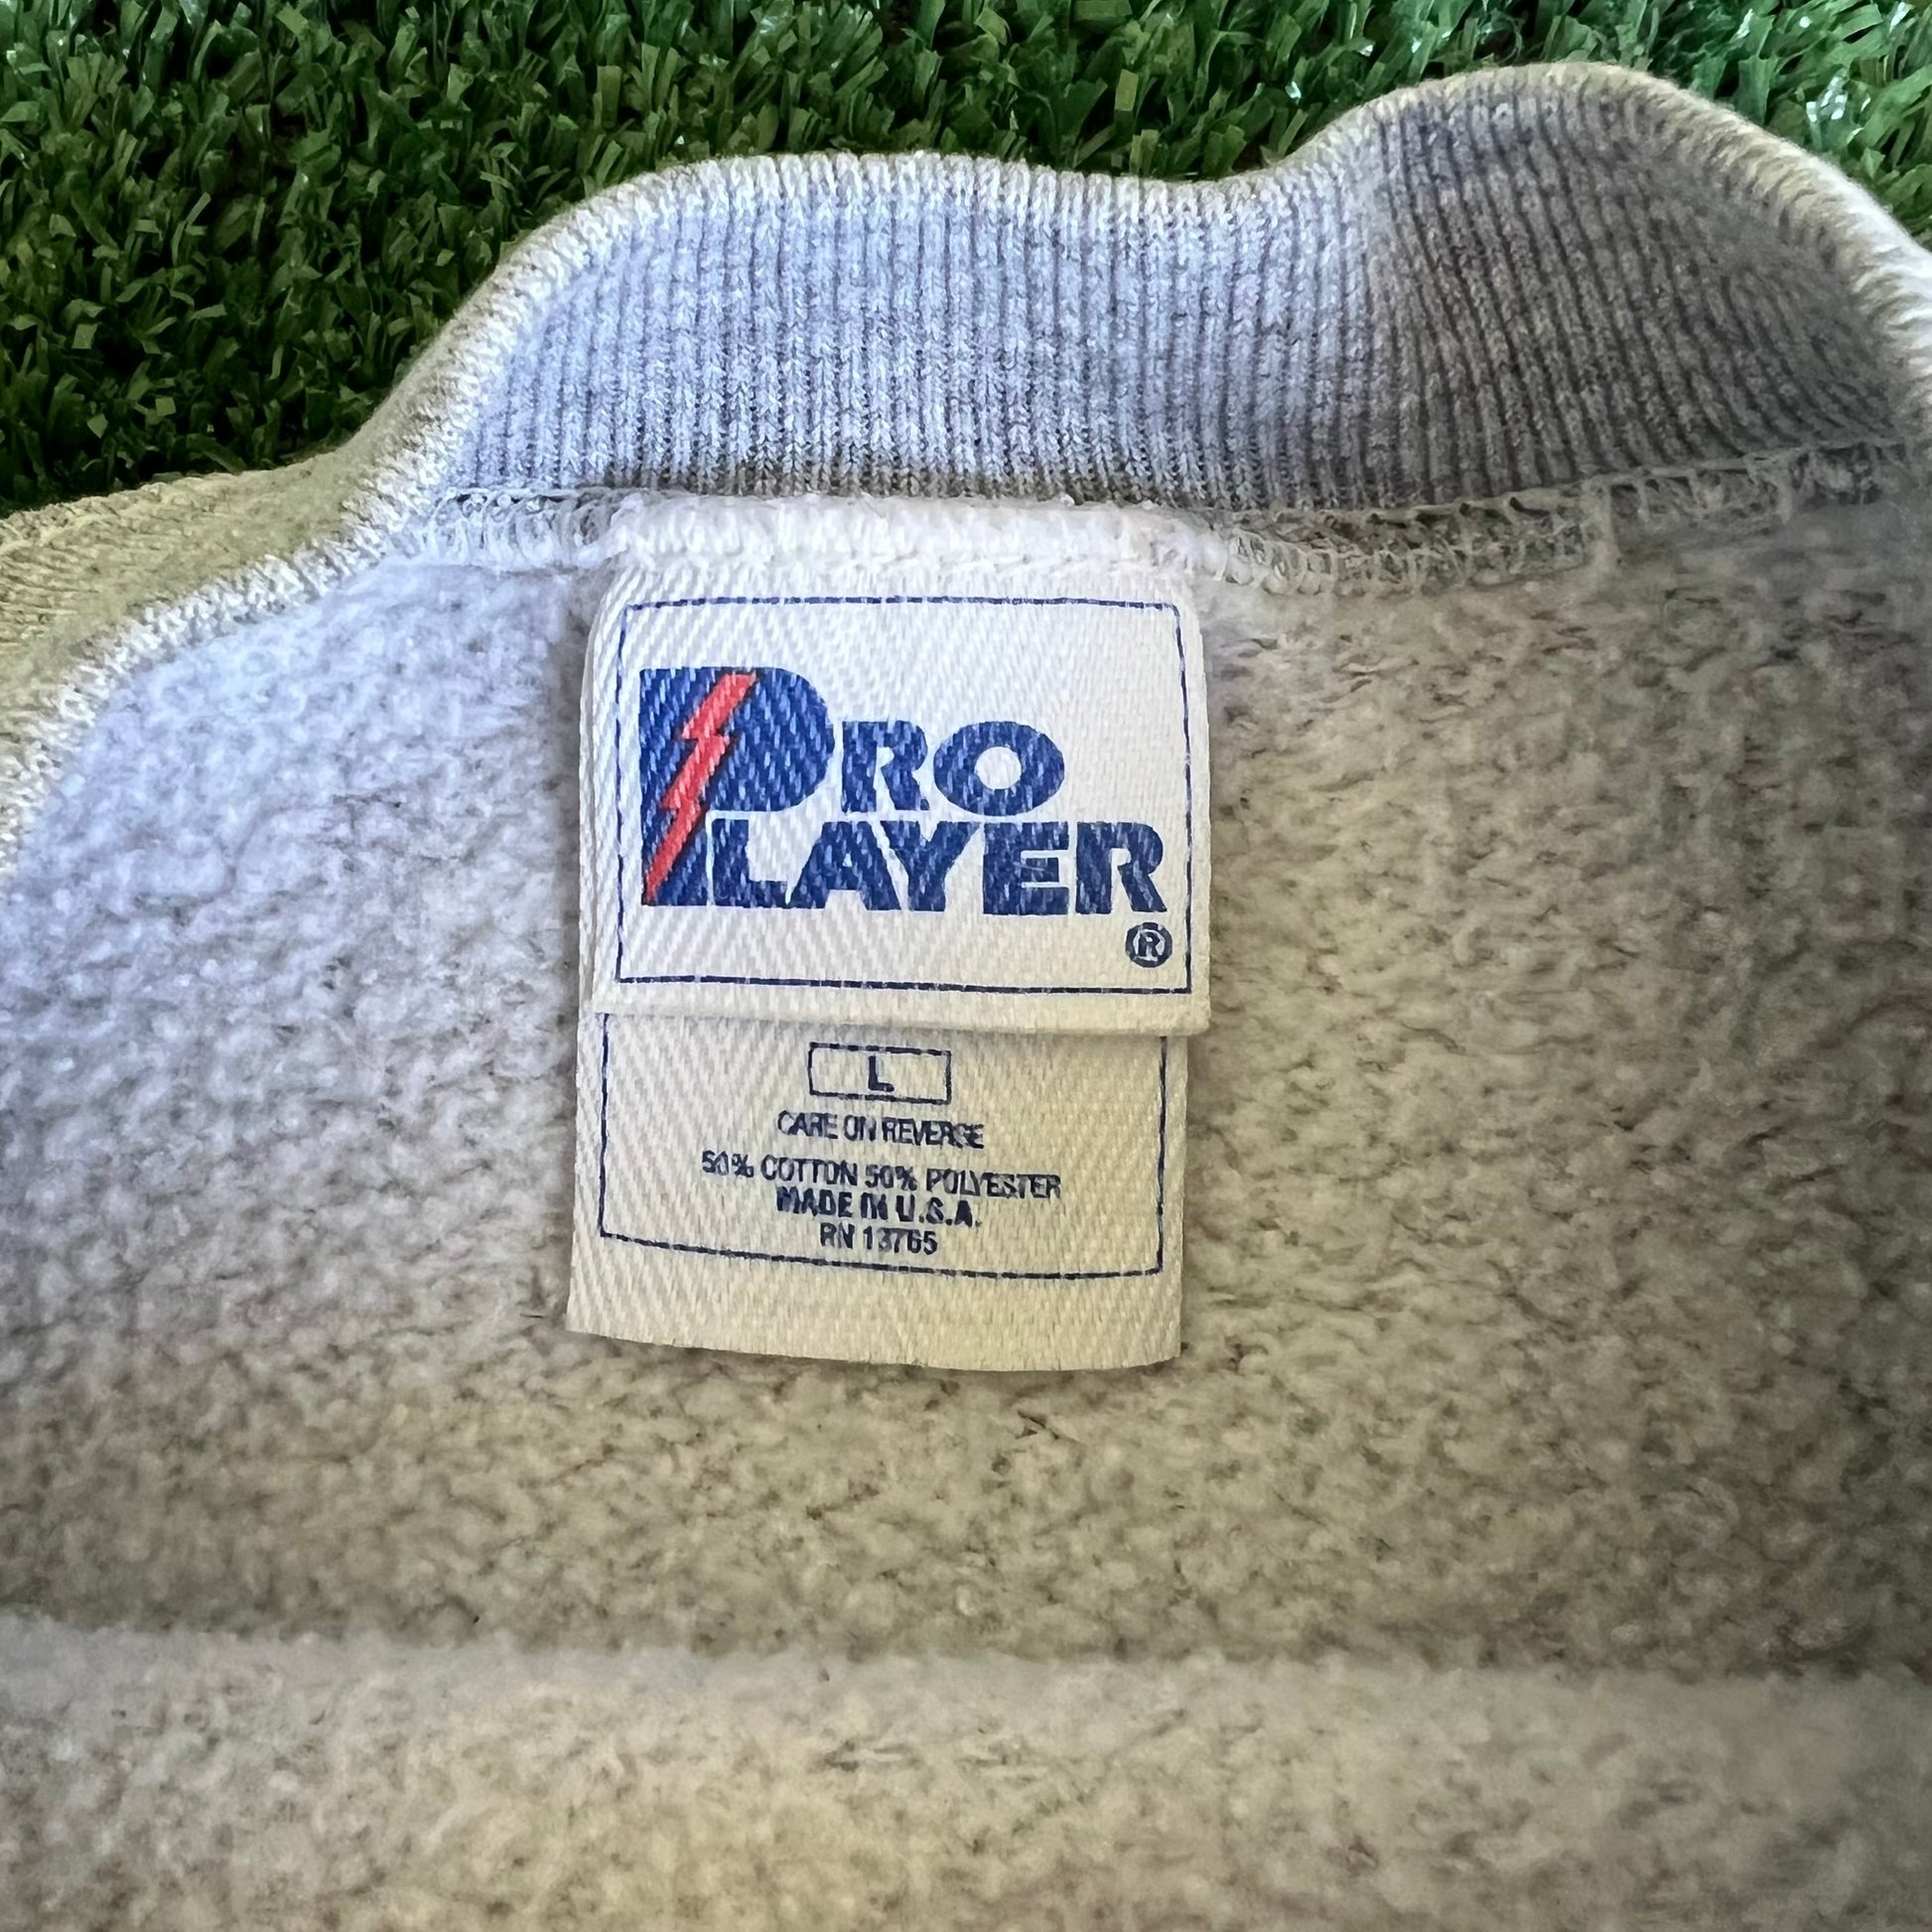 PRO
PLAYER
®
L
CARE ON REVERSE
50% COTTON 50% POLYESTER
MADE IN U.S.A.
RN 13765